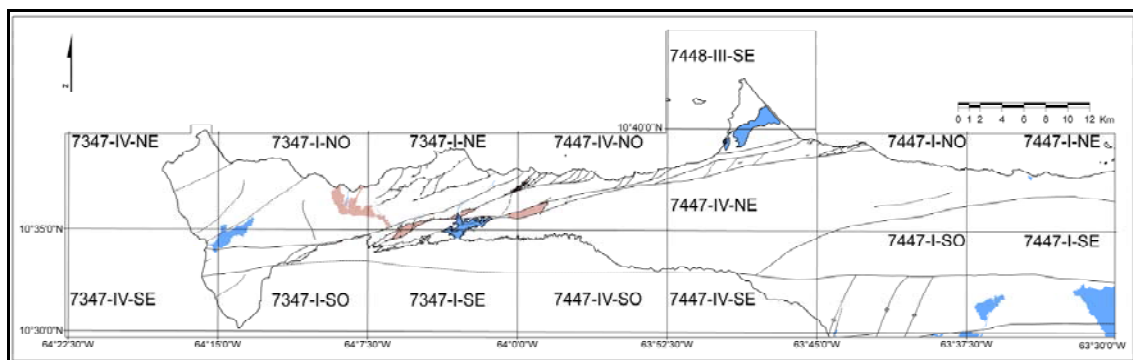 7448-III-SE
N
10°40'0"N
0 1 2 4 6 8 10 12
Km
7347-IV-NE 7347-I-NO 7347-I-NE 7447-IV-NO 7447-I-NO 7447-I-NE
7447-IV-NE
10°35'0"N
7447-I-SO 7447-I-SE
7347-IV-SE 7347-I-SO 7347-I-SE 7447-IV-SO 7447-IV-SE
10°30'0"N
64°22'30"W 64°15'0"W 64°7'30"W 64°0'0"W 63°52'30"W 63°45'0"W 63°37'30"W 63°30'0"W